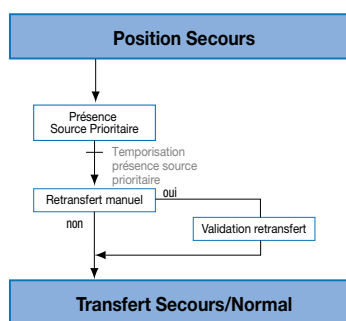 Position Secours
Présence
Source Prioritaire
Temporisation
présence source
prioritaire
Retransfert manuel
oui
non
Validation retransfert
Transfert Secours/Normal